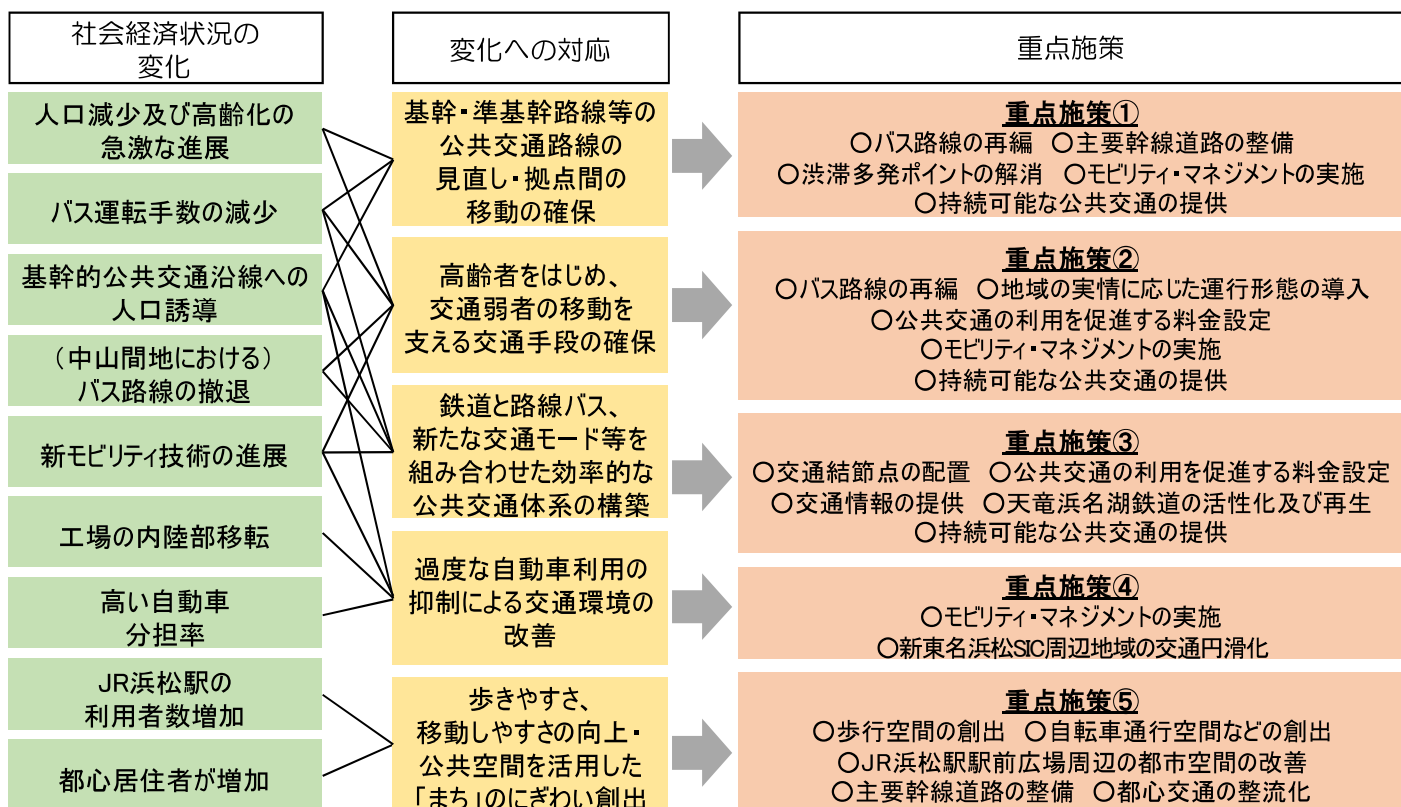 社会経済状況の
変化
変化への対応
重点施策
人口減少及び高齢化の
急激な進展
バス運転手数の減少
基幹的公共交通沿線への
人口誘導
(中山間地における)
バス路線の撤退
新モビリティ技術の進展
工場の内陸部移転
高い自動車
分担率
JR浜松駅の
利用者数増加
都心居住者が増加
基幹・準基幹路線等の
公共交通路線の
見直し・拠点間の
移動の確保
高齢者をはじめ、
交通弱者の移動を
支える交通手段の確保
鉄道と路線バス、
新たな交通モード等を
組み合わせた効率的な
公共交通体系の構築
過度な自動車利用の
抑制による交通環境の
改善
歩きやすさ、
移動しやすさの向上・
公共空間を活用した
「まち」のにぎわい創出
重点施策①
○バス路線の再編 ○主要幹線道路の整備
○渋滞多発ポイントの解消 ○モビリティ・マネジメントの実施
○持続可能な公共交通の提供
重点施策②
○バス路線の再編 ○地域の実情に応じた運行形態の導入
○公共交通の利用を促進する料金設定
○モビリティ・マネジメントの実施
○持続可能な公共交通の提供
重点施策③
○交通結節点の配置 ○公共交通の利用を促進する料金設定
○交通情報の提供 ○天竜浜名湖鉄道の活性化及び再生
○持続可能な公共交通の提供
重点施策④
○モビリティ・マネジメントの実施
○新東名浜松SIC周辺地域の交通円滑化
重点施策⑤
○歩行空間の創出 ○自転車通行空間などの創出
○JR浜松駅駅前広場周辺の都市空間の改善
○主要幹線道路の整備 ○都心交通の整流化